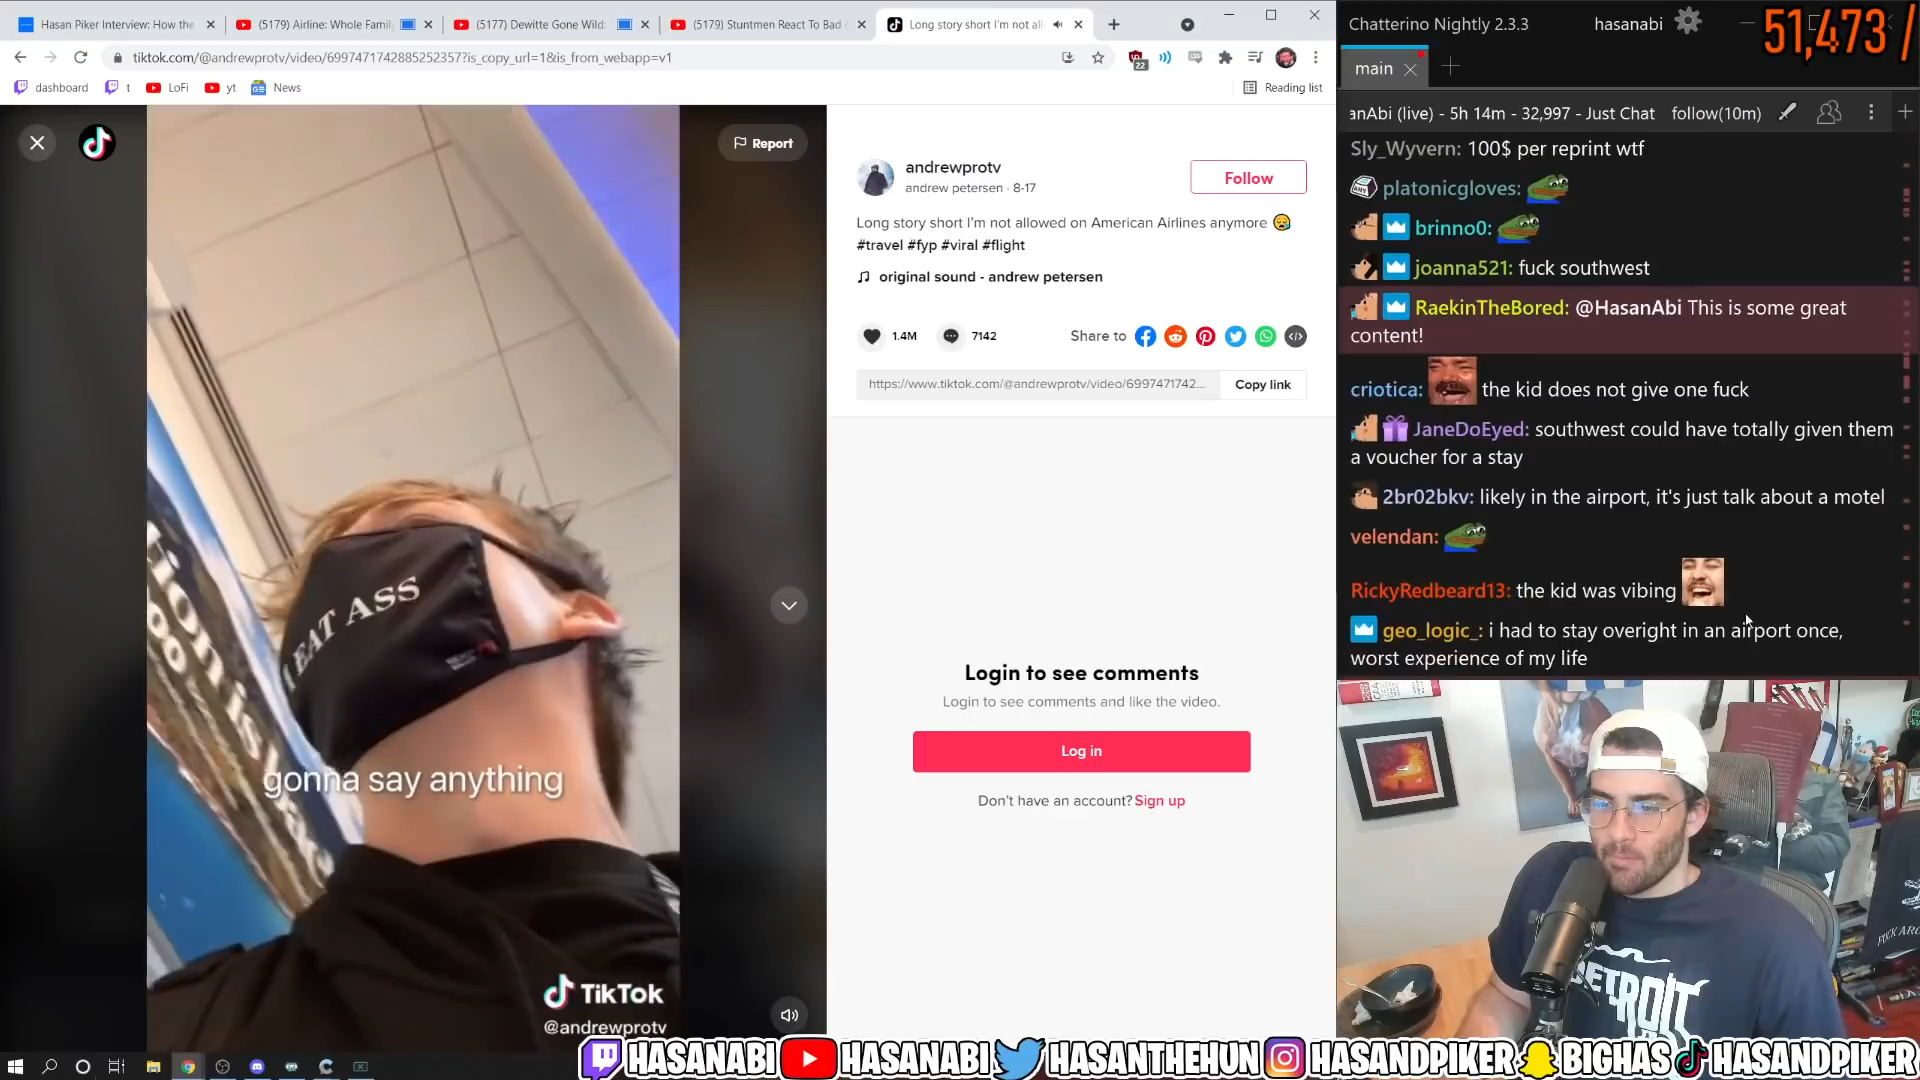 Hasan Piker Interview: How the
(5179) Airline: Whole Family
(5177) Dewitte Gone Wild:
(5179) Stuntmen React To Bad
Long story short I'm not all
tiktok.com/@andrewprotv/video/6997471742885252357?is_copy_url=1&is_from_webapp=v1
22
dashboard
t
LoFi
yt
News
Reading list
Report
EAT ASS
gonna say anything
TikTok
@andrewprotv
andrewprotv
andrew petersen · 8-17
Follow
Long story short I'm not allowed on American Airlines anymore 😪
#travel #fyp #viral #flight
original sound - andrew petersen
1.4M
7142
Share to
https://www.tiktok.com/@andrewprotv/video/6997471742...
Copy link
Login to see comments
Login to see comments and like the video.
Log in
Don't have an account? Sign up
Chatterino Nightly 2.3.3
hasanabi
51,473 /
main
anAbi (live) - 5h 14m - 32,997 - Just Chat
follow(10m)
Sly_Wyvern: 100$ per reprint wtf
platonicgloves:
brinno0:
joanna521: fuck southwest
RaekinTheBored: @HasanAbi This is some great
content!
criotica: the kid does not give one fuck
JaneDoEyed: southwest could have totally given them
a voucher for a stay
2br02bkv: likely in the airport, it's just talk about a motel
velendan:
RickyRedbeard13: the kid was vibing
geo_logic_: i had to stay overight in an airport once,
worst experience of my life
DETROIT
HASANABI
HASANABI
HASANTHEHUN
HASANDPIKER
BIGHAS
HASANDPIKER